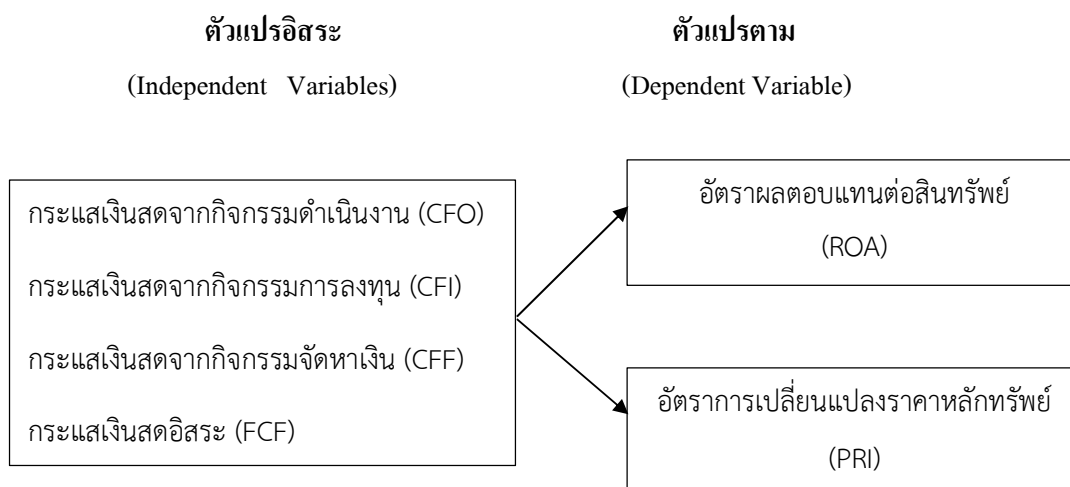 ตัวแปรอิสระ
(Independent Variables)
ตัวแปรตาม
(Dependent Variable)
กระแสเงินสดจากกิจกรรมดำเนินงาน (CFO)
กระแสเงินสดจากกิจกรรมการลงทุน (CFI)
กระแสเงินสดจากกิจกรรมจัดหาเงิน (CFF)
กระแสเงินสดอิสระ (FCF)
อัตราผลตอบแทนต่อสินทรัพย์
(ROA)
อัตราการเปลี่ยนแปลงราคาหลักทรัพย์
(PRI)